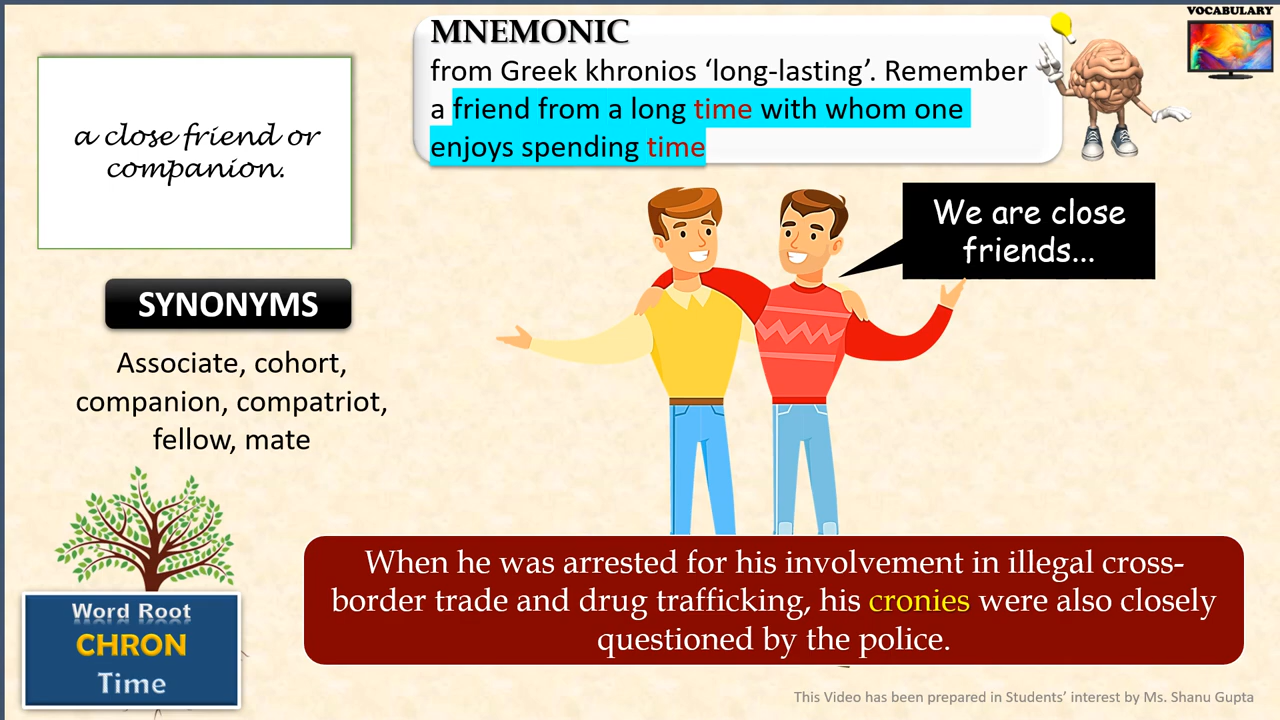 VOCABULARY
MNEMONIC
from Greek khronios ‘long-lasting’. Remember
a friend from a long time with whom one
enjoys spending time
a close friend or
companion.
We are close
friends...
SYNONYMS
Associate, cohort,
companion, compatriot,
fellow, mate
When he was arrested for his involvement in illegal cross-
border trade and drug trafficking, his cronies were also closely
questioned by the police.
Word Root
CHRON
Time
This Video has been prepared in Students’ interest by Ms. Shanu Gupta